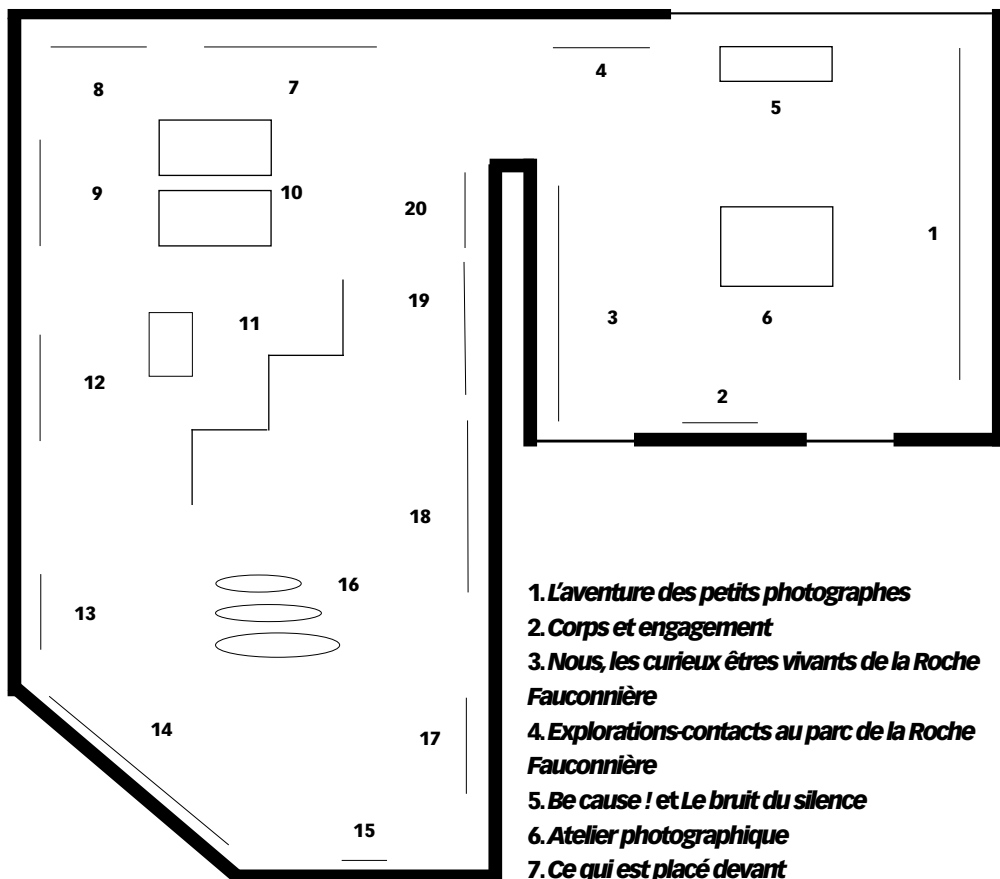 8
7
4
5
9
10
20
1
19
11
3
6
12
2
18
16
13
14
17
15
1. L’aventure des petits photographes
2. Corps et engagement
3. Nous, les curieux êtres vivants de la Roche
Fauconnière
4. Explorations-contacts au parc de la Roche
Fauconnière
5. Be cause ! et Le bruit du silence
6. Atelier photographique
7. Ce qui est placé devant